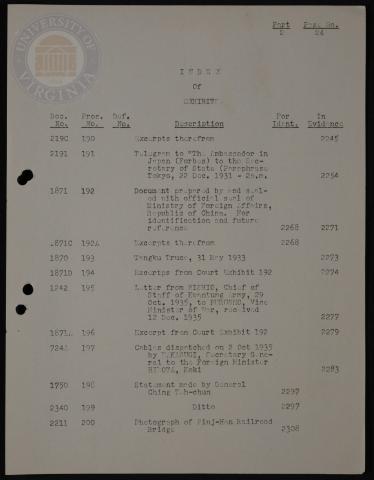 UNIVERSITY
OF
VIRGINIA
Part Page No.
2 24
I N D E X
Of
EXHIBITS
Doc. No. Pros. No. Def. No. Description For Ident. In Evidence
2190 190 Excerpts therefrom 2245
2191 191 Telegram to "The Ambassador in
Japan (Forbes) to the Sec-
retary of State (Paraphrase
Tokyo, 22 Dec. 1931 - 2p.m. 2254
1871 192 Document prepared by and seal-
ed with official seal of
Ministry of Foreign Affairs,
Republic of China. For
identification and future
reference 2268 2271
1871C 192A Excerpts therefrom 2268
1870 193 Tangku Truce, 31 May 1933 2273
1871D 194 Excerips from Court Exhibit 192 2274
1242 195 Letter from NISHIO, Chief of
Staff of Kwantung Army, 29
Oct. 1935, to FURUSHO, Vice
Minister of War, received
12 Dec. 1935 2277
1871A 196 Excerpt from Court Exhibit 192 2279
724A 197 Cables dispatched on 2 Oct 1935
by WAKASUGI, Secretary Gene-
ral to the Foreign Minister
HIROTA, Koki 2283
1750 198 Statement made by General
Ching Teh-chun 2297
2340 199 Ditto 2297
2211 200 Photograph of Pinj-Han Railroad
Bridge 2308